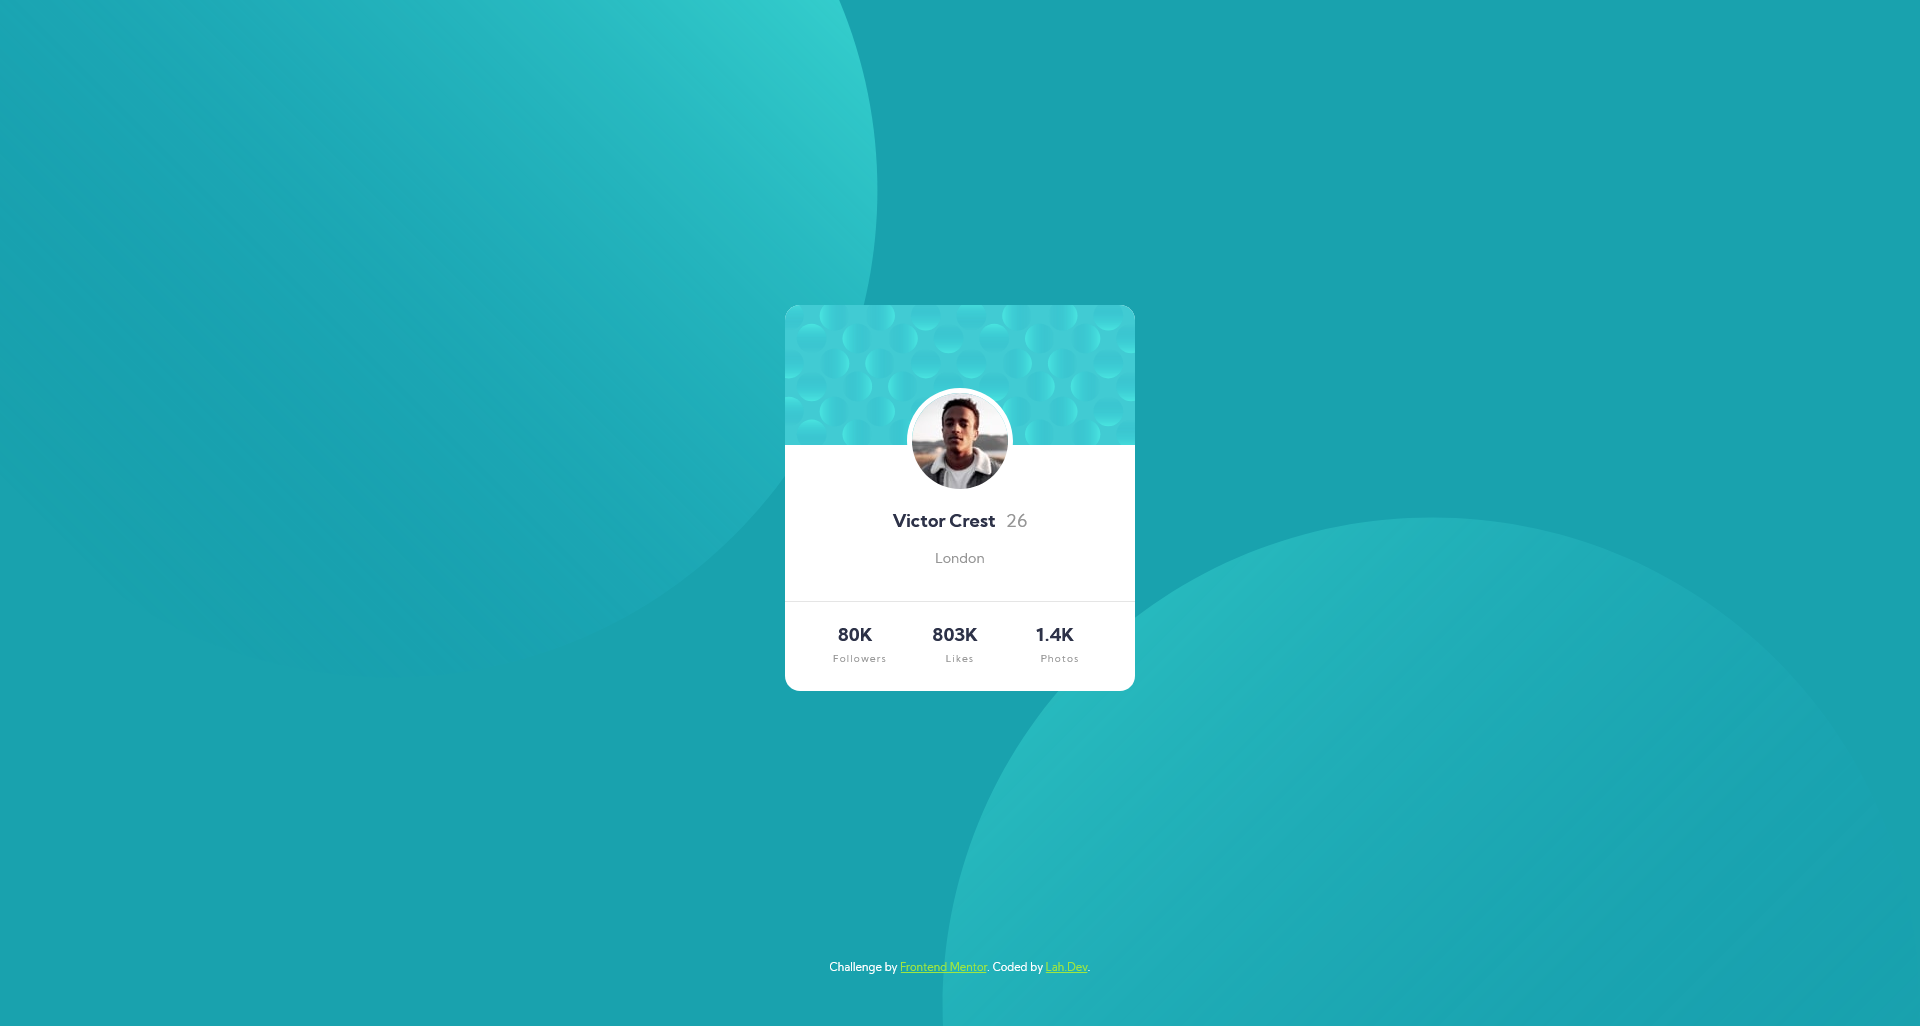 Victor Crest 26
London
80K 803K 1.4K
Followers Likes Photos
Challenge by Frontend Mentor. Coded by Lah.Dev.